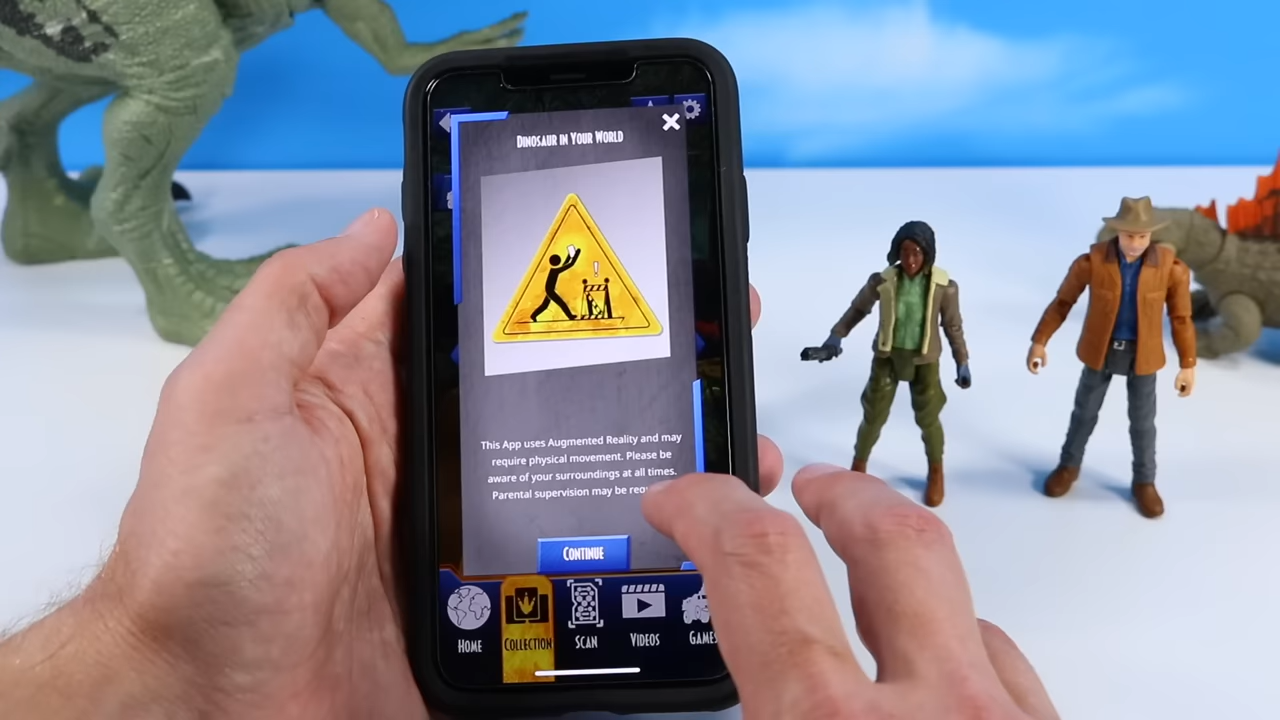 Dinosaur in Your World
This App uses Augmented Reality and may
require physical movement. Please be
aware of your surroundings at all times.
Parental supervision may be
Continue
Home
Collection
Scan
Videos
Games